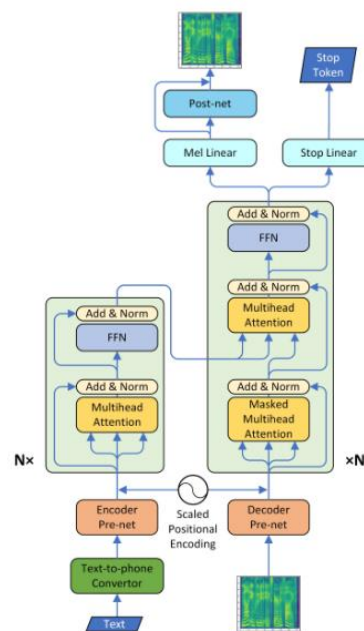 Stop
Token
Post-net
Mel Linear
Stop Linear
Add & Norm
FFN
Add & Norm
Multihead
Attention
Add & Norm
Masked
Multihead
Attention
×N
Add & Norm
FFN
Add & Norm
Multihead
Attention
N×
Scaled
Positional
Encoding
Encoder
Pre-net
Decoder
Pre-net
Text-to-phone
Convertor
Text